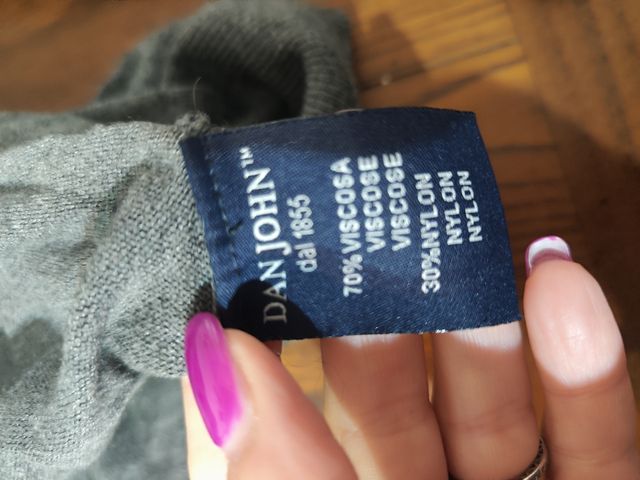 DAN JOHN™
dal 1855
70%VISCOSA
VISCOSE
VISCOSE
30%NYLON
NYLON
NYLON